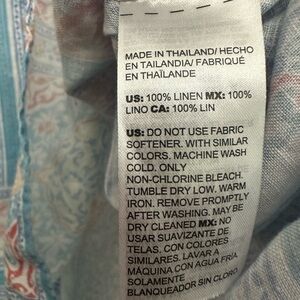 MADE IN THAILAND/ HECHO
EN TAILANDIA/ FABRIQUÉ
EN THAÏLANDE
US: 100% LINEN MX: 100%
LINO CA: 100% LIN
US: DO NOT USE FABRIC
SOFTENER. WITH SIMILAR
COLORS. MACHINE WASH
COLD. ONLY
NON-CHLORINE BLEACH.
TUMBLE DRY LOW. WARM
IRON. REMOVE PROMPTLY
AFTER WASHING. MAY BE
DRY CLEANED MX: NO
USAR SUAVIZANTE DE
TELAS. CON COLORES
SIMILARES. LAVAR A
MÁQUINA CON AGUA FRÍA.
SOLAMENTE
BLANQUEADOR SIN CLORO